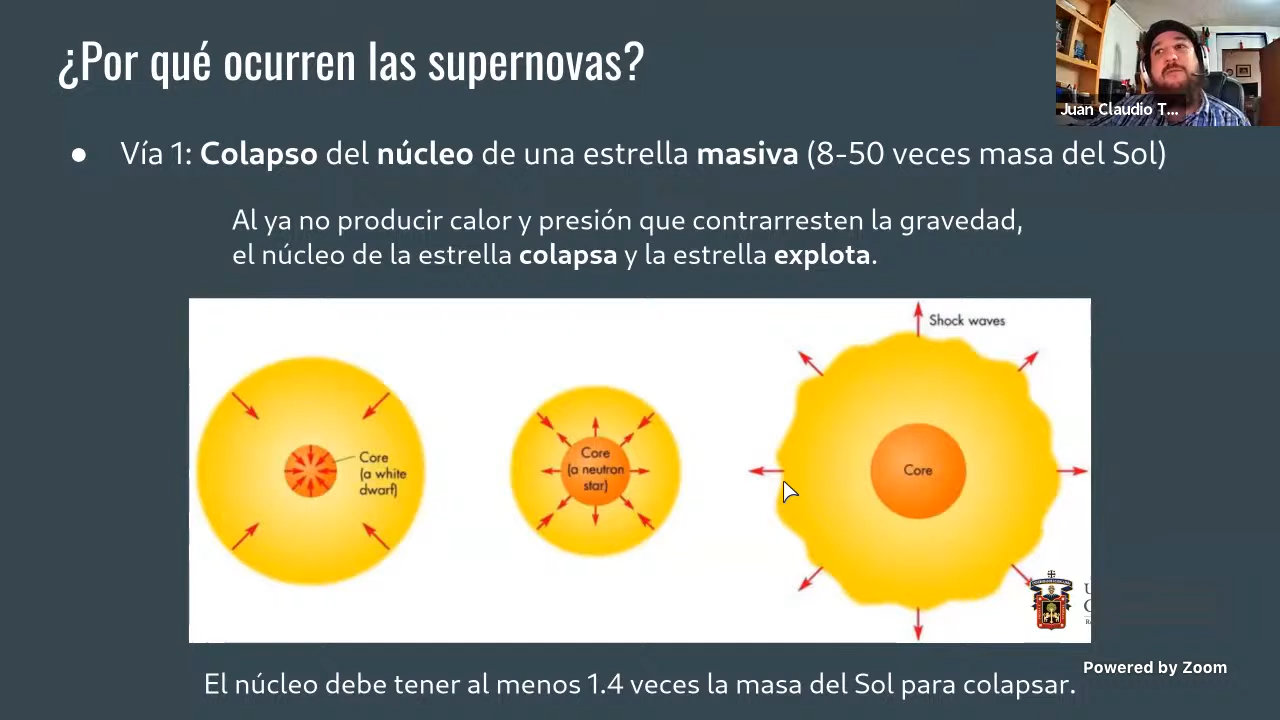 ¿Por qué ocurren las supernovas?
Juan Claudio T...
● Vía 1: Colapso del núcleo de una estrella masiva (8-50 veces masa del Sol)
Al ya no producir calor y presión que contrarresten la gravedad,
el núcleo de la estrella colapsa y la estrella explota.
Shock waves
Core
(a white
dwarf)
Core
(a neutron
star)
Core
Powered by Zoom
El núcleo debe tener al menos 1.4 veces la masa del Sol para colapsar.